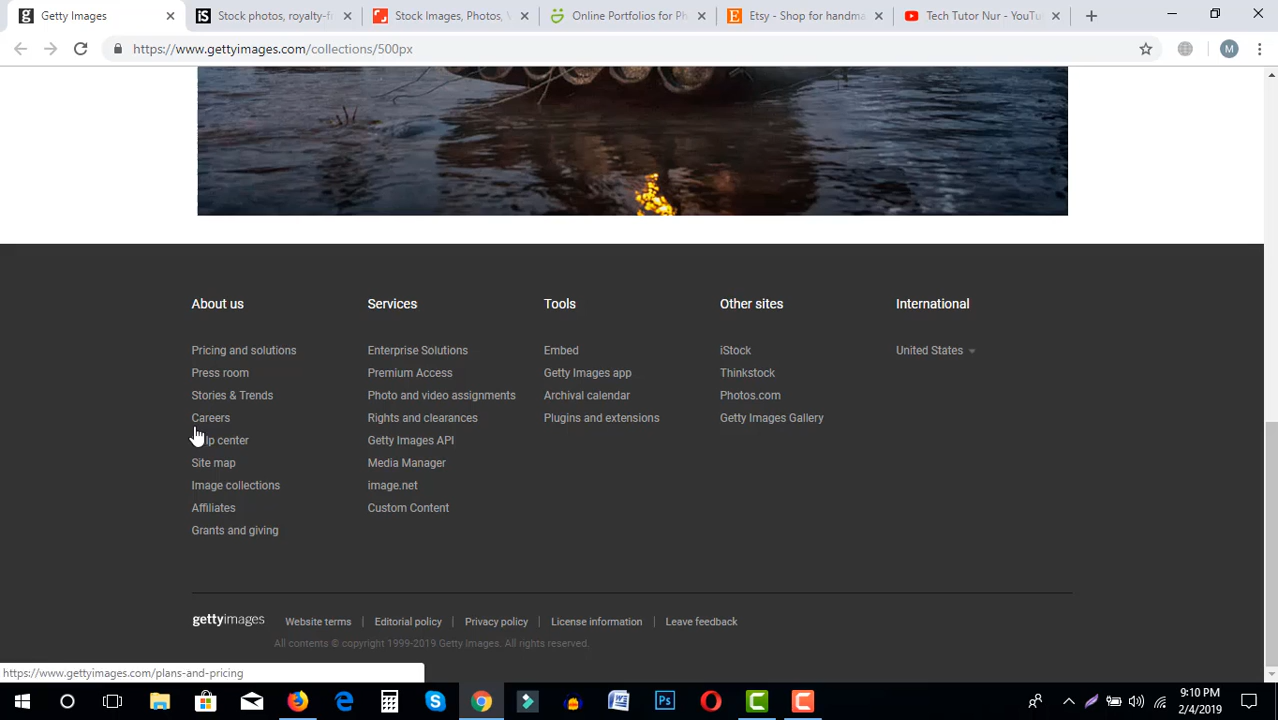 Getty Images
Stock photos, royalty-f
Stock Images, Photos, V
Online Portfolios for Ph
Etsy - Shop for handma
Tech Tutor Nur - YouTu
https://www.gettyimages.com/collections/500px
M
About us
Services
Tools
Other sites
International
Pricing and solutions
Enterprise Solutions
Embed
iStock
United States
Press room
Premium Access
Getty Images app
Thinkstock
Stories & Trends
Photo and video assignments
Archival calendar
Photos.com
Careers
Rights and clearances
Plugins and extensions
Getty Images Gallery
lp center
Getty Images API
Site map
Media Manager
Image collections
image.net
Affiliates
Custom Content
Grants and giving
gettyimages
Website terms
Editorial policy
Privacy policy
License information
Leave feedback
All contents © copyright 1999-2019 Getty Images. All rights reserved.
https://www.gettyimages.com/plans-and-pricing
9:10 PM
2/4/2019